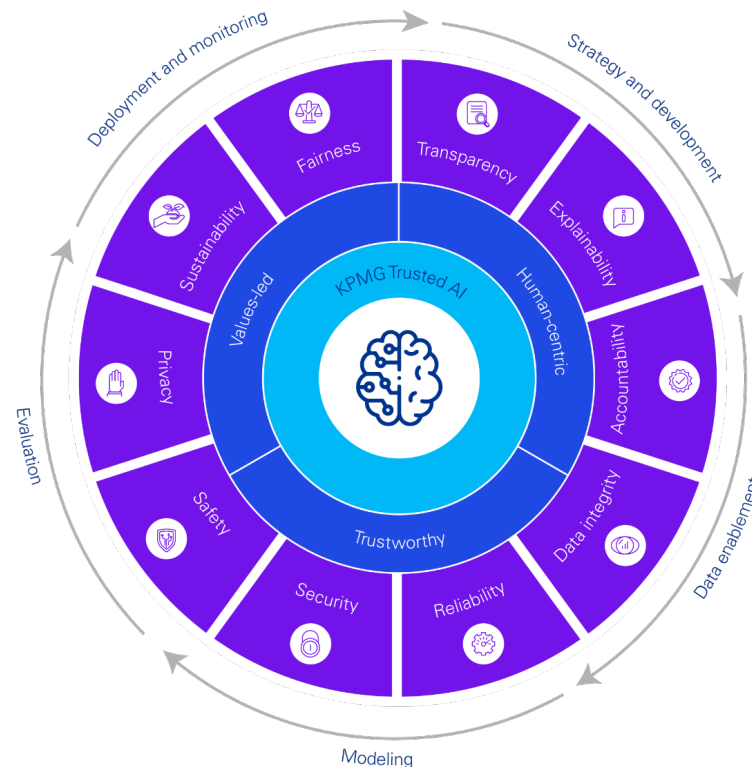 Deployment and monitoring
Strategy and development
Data enablement
Modeling
Evaluation
Fairness
Transparency
Explainability
Accountability
Data integrity
Reliability
Security
Safety
Privacy
Sustainability
Values-led
Human-centric
Trustworthy
KPMG Trusted AI